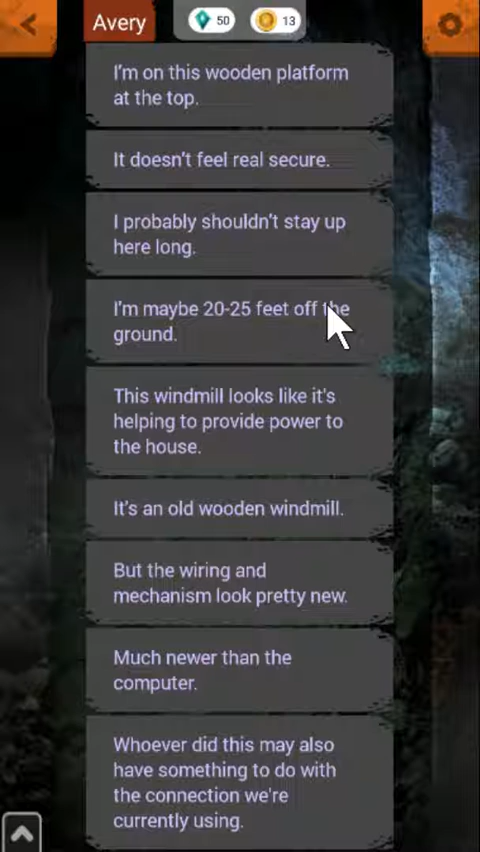 Avery
50
13
I'm on this wooden platform
at the top.
It doesn't feel real secure.
I probably shouldn't stay up
here long.
I'm maybe 20-25 feet off the
ground.
This windmill looks like it's
helping to provide power to
the house.
It's an old wooden windmill.
But the wiring and
mechanism look pretty new.
Much newer than the
computer.
Whoever did this may also
have something to do with
the connection we're
currently using.